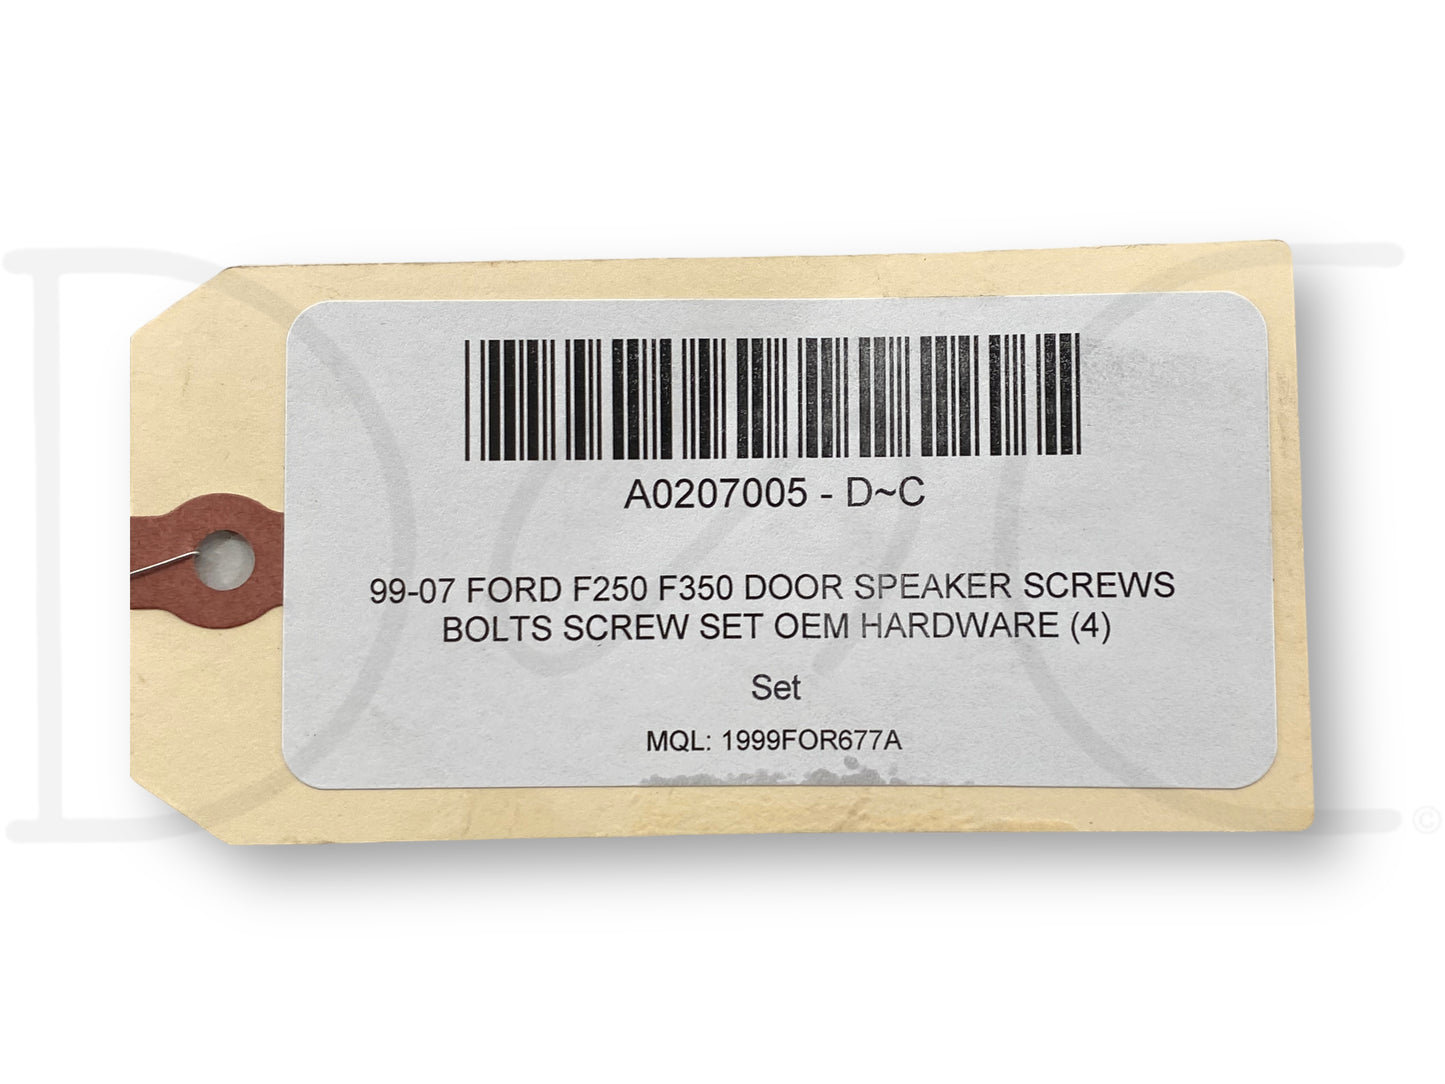 A0207005 - D~C
99-07 FORD F250 F350 DOOR SPEAKER SCREWS
BOLTS SCREW SET OEM HARDWARE (4)
Set
MQL: 1999FOR677A
D
C
©